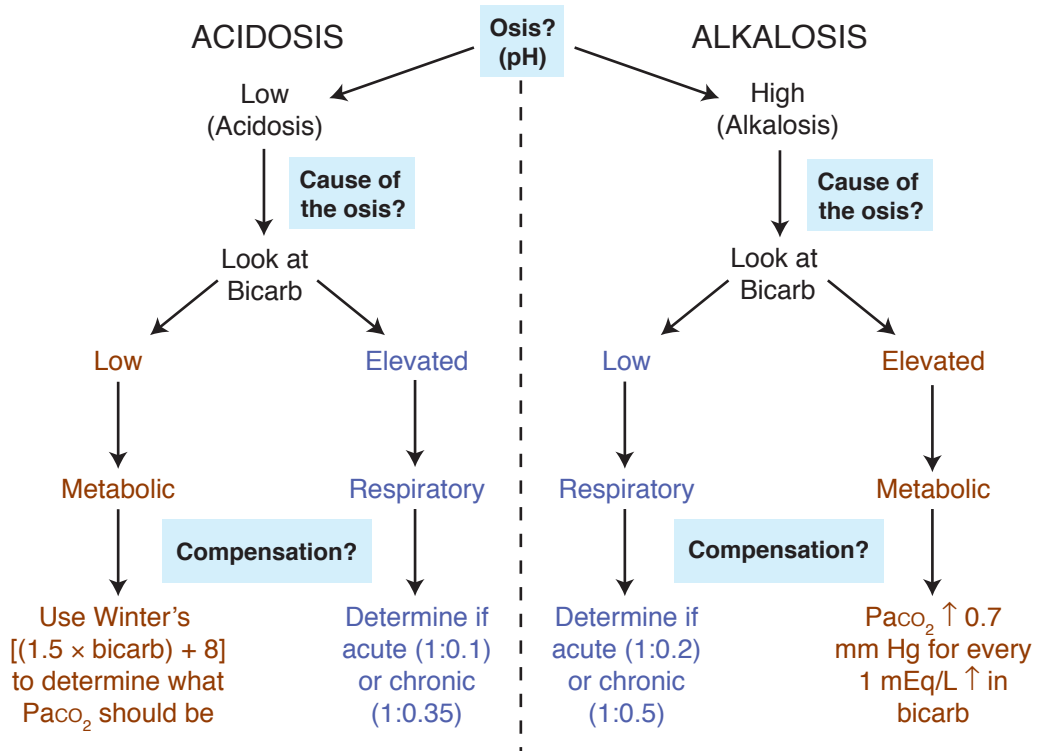 ACIDOSIS
Osis?
(pH)
ALKALOSIS
Low
(Acidosis)
High
(Alkalosis)
Cause of
the osis?
Cause of
the osis?
Look at
Bicarb
Look at
Bicarb
Low
Elevated
Low
Elevated
Metabolic
Respiratory
Respiratory
Metabolic
Compensation?
Compensation?
Use Winter's
[(1.5 × bicarb) + 8]
to determine what
PaCO₂ should be
Determine if
acute (1:0.1)
or chronic
(1:0.35)
Determine if
acute (1:0.2)
or chronic
(1:0.5)
PaCO₂ ↑ 0.7
mm Hg for every
1 mEq/L ↑ in
bicarb